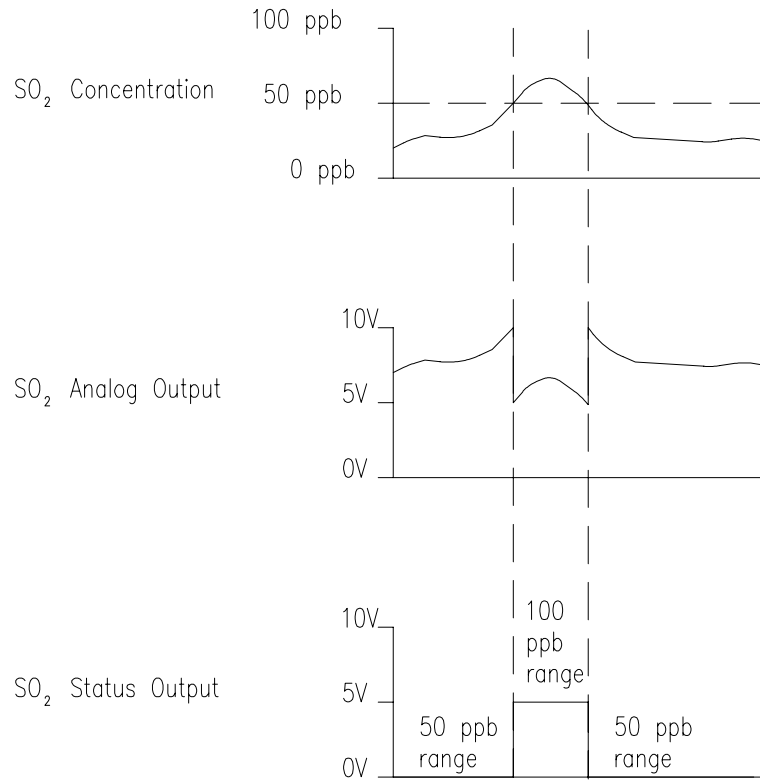 100 ppb
SO₂ Concentration
50 ppb
0 ppb
10V
SO₂ Analog Output
5V
0V
10V
100
ppb
range
SO₂ Status Output
5V
50 ppb
range
50 ppb
range
0V